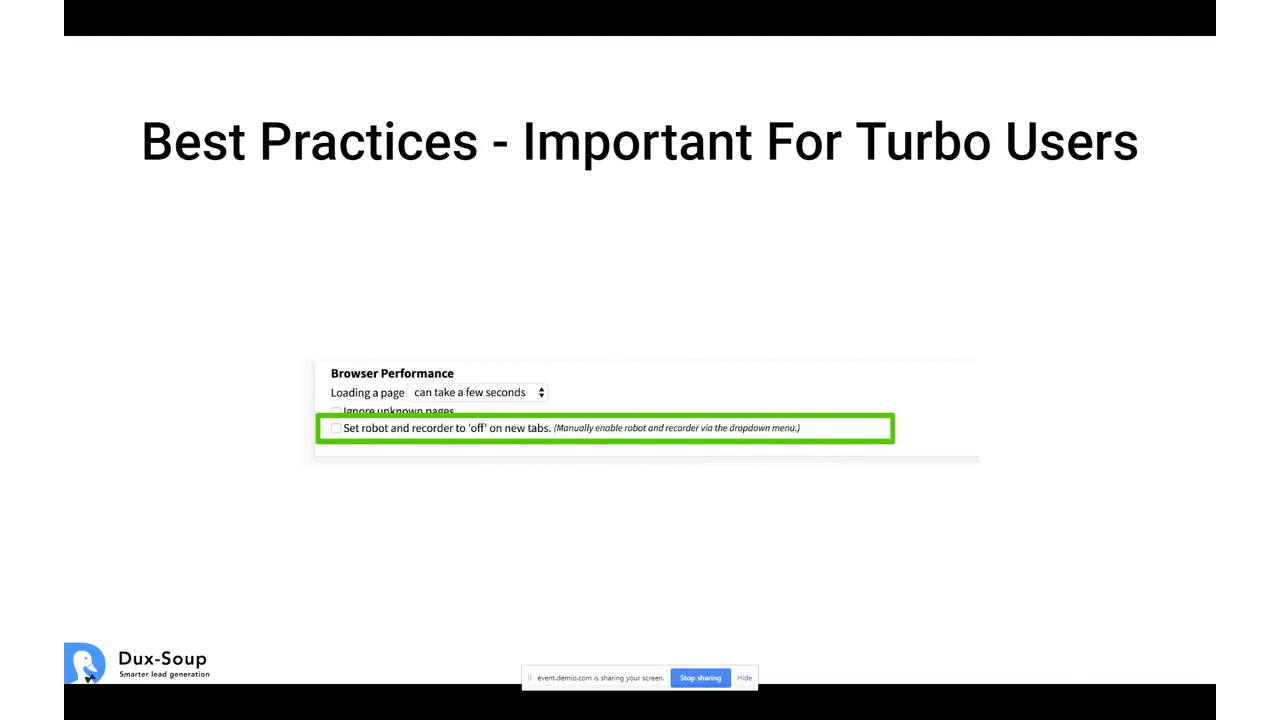 Best Practices - Important For Turbo Users
Browser Performance
Loading a page can take a few seconds
Ignore unknown pages
Set robot and recorder to 'off' on new tabs. (Manually enable robot and recorder via the dropdown menu.)
Dux-Soup
Smarter lead generation
event.demio.com is sharing your screen. Stop sharing Hide